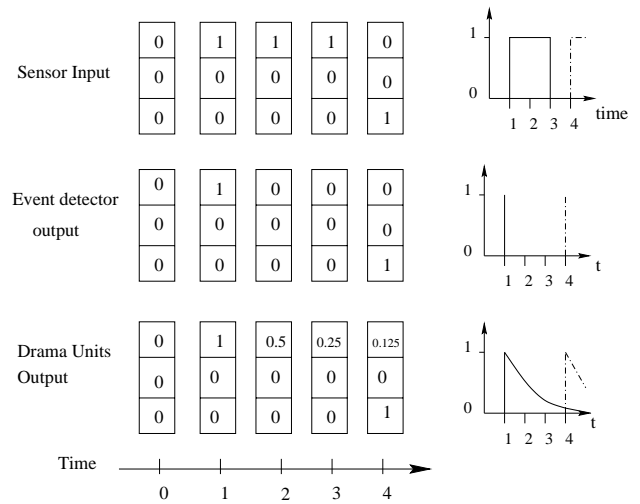 0 1 1 1 0
Sensor Input
0 0 0 0 0
0 0 0 0 1
1
0
1 2 3 4
time
0 1 0 0 0
Event detector
output
0 0 0 0 0
0 0 0 0 1
1
0
1 2 3 4
t
0 1 0.5 0.25 0.125
Drama Units
Output
0 0 0 0 0
0 0 0 0 1
1
0
1 2 3 4
t
Time
0 1 2 3 4